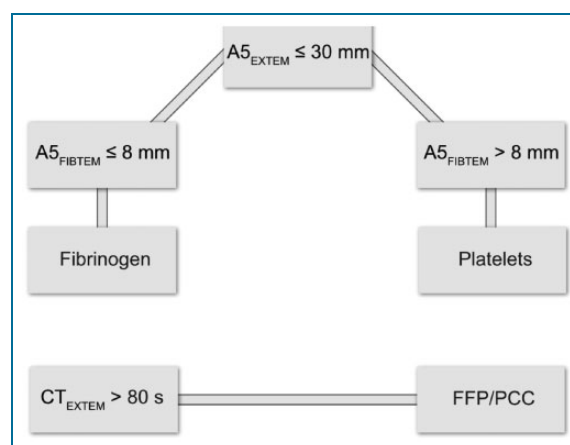 A5EXTEM ≤ 30 mm
A5FIBTEM ≤ 8 mm
A5FIBTEM > 8 mm
Fibrinogen
Platelets
CTEXTEM > 80 s
FFP/PCC